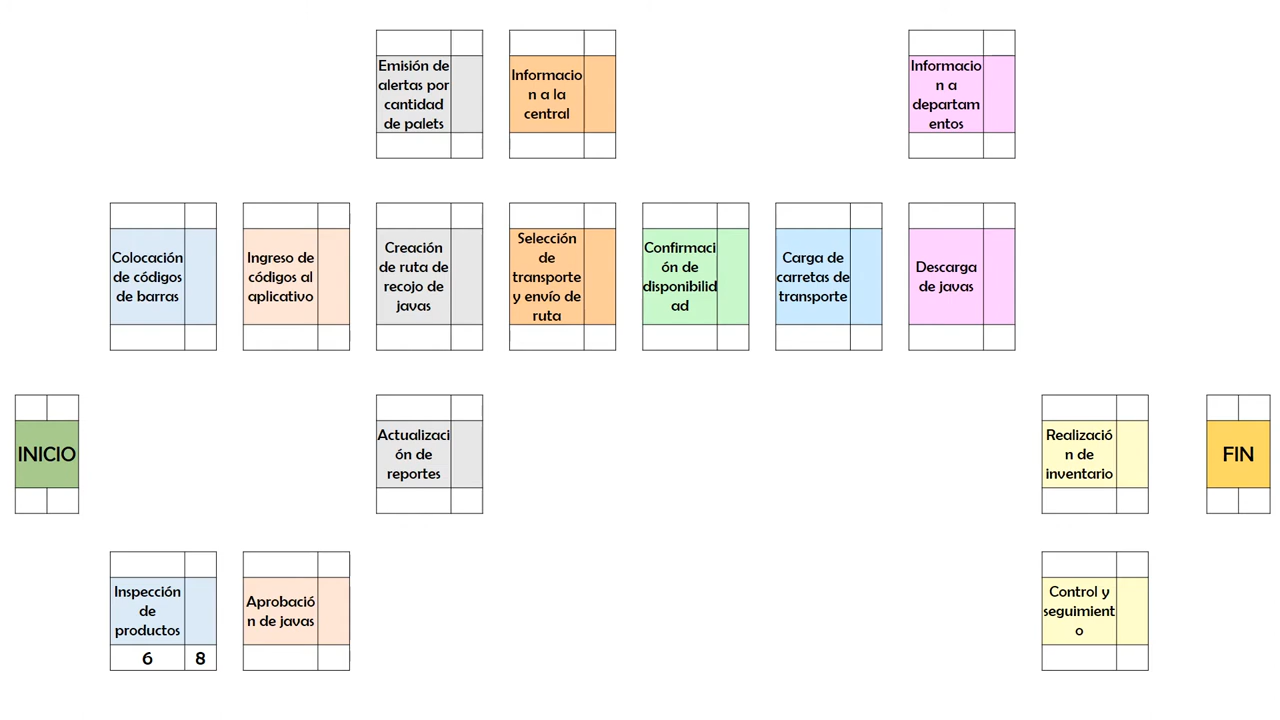 Emisión de
alertas por
cantidad
de palets
Informacio
n a la
central
Informacio
n a
departam
entos
Colocación
de códigos
de barras
Ingreso de
códigos al
aplicativo
Creación
de ruta de
recojo de
javas
Selección
de
transporte
y envío de
ruta
Confirmaci
ón de
disponibilid
ad
Carga de
carretas de
transporte
Descarga
de javas
INICIO
Actualizaci
ón de
reportes
Realizació
n de
inventario
FIN
Inspección
de
productos
6 8
Aprobació
n de javas
Control y
seguimient
o